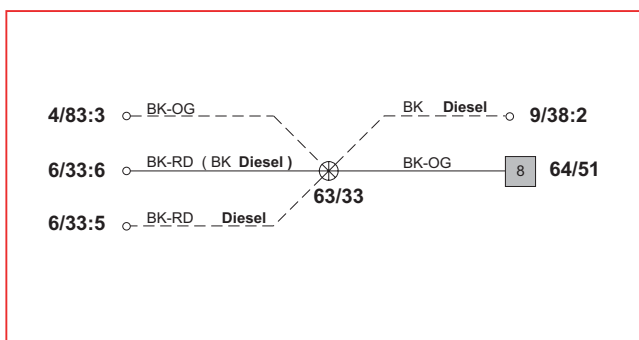 4/83:3 BK-OG BK Diesel 9/38:2
6/33:6 BK-RD ( BK Diesel ) BK-OG 8 64/51
63/33
6/33:5 BK-RD Diesel